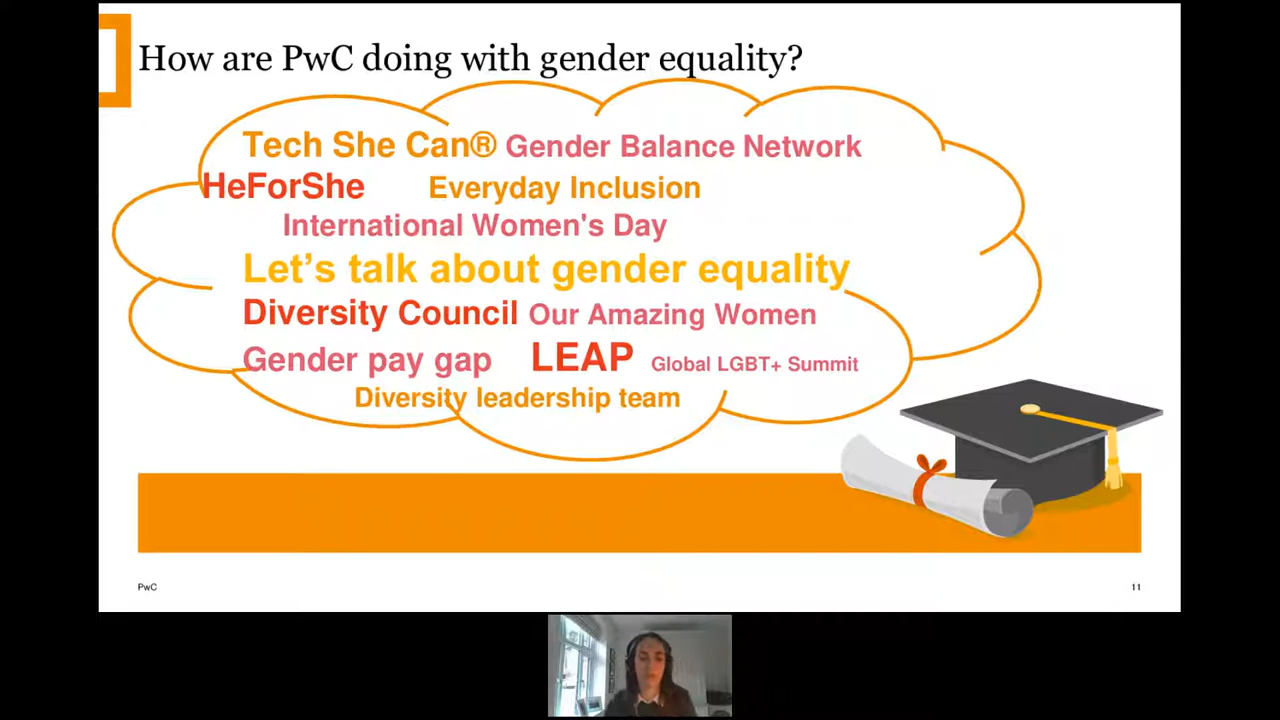 How are PwC doing with gender equality?
Tech She Can® Gender Balance Network
HeForShe Everyday Inclusion
International Women's Day
Let’s talk about gender equality
Diversity Council Our Amazing Women
Gender pay gap LEAP Global LGBT+ Summit
Diversity leadership team
PwC
11